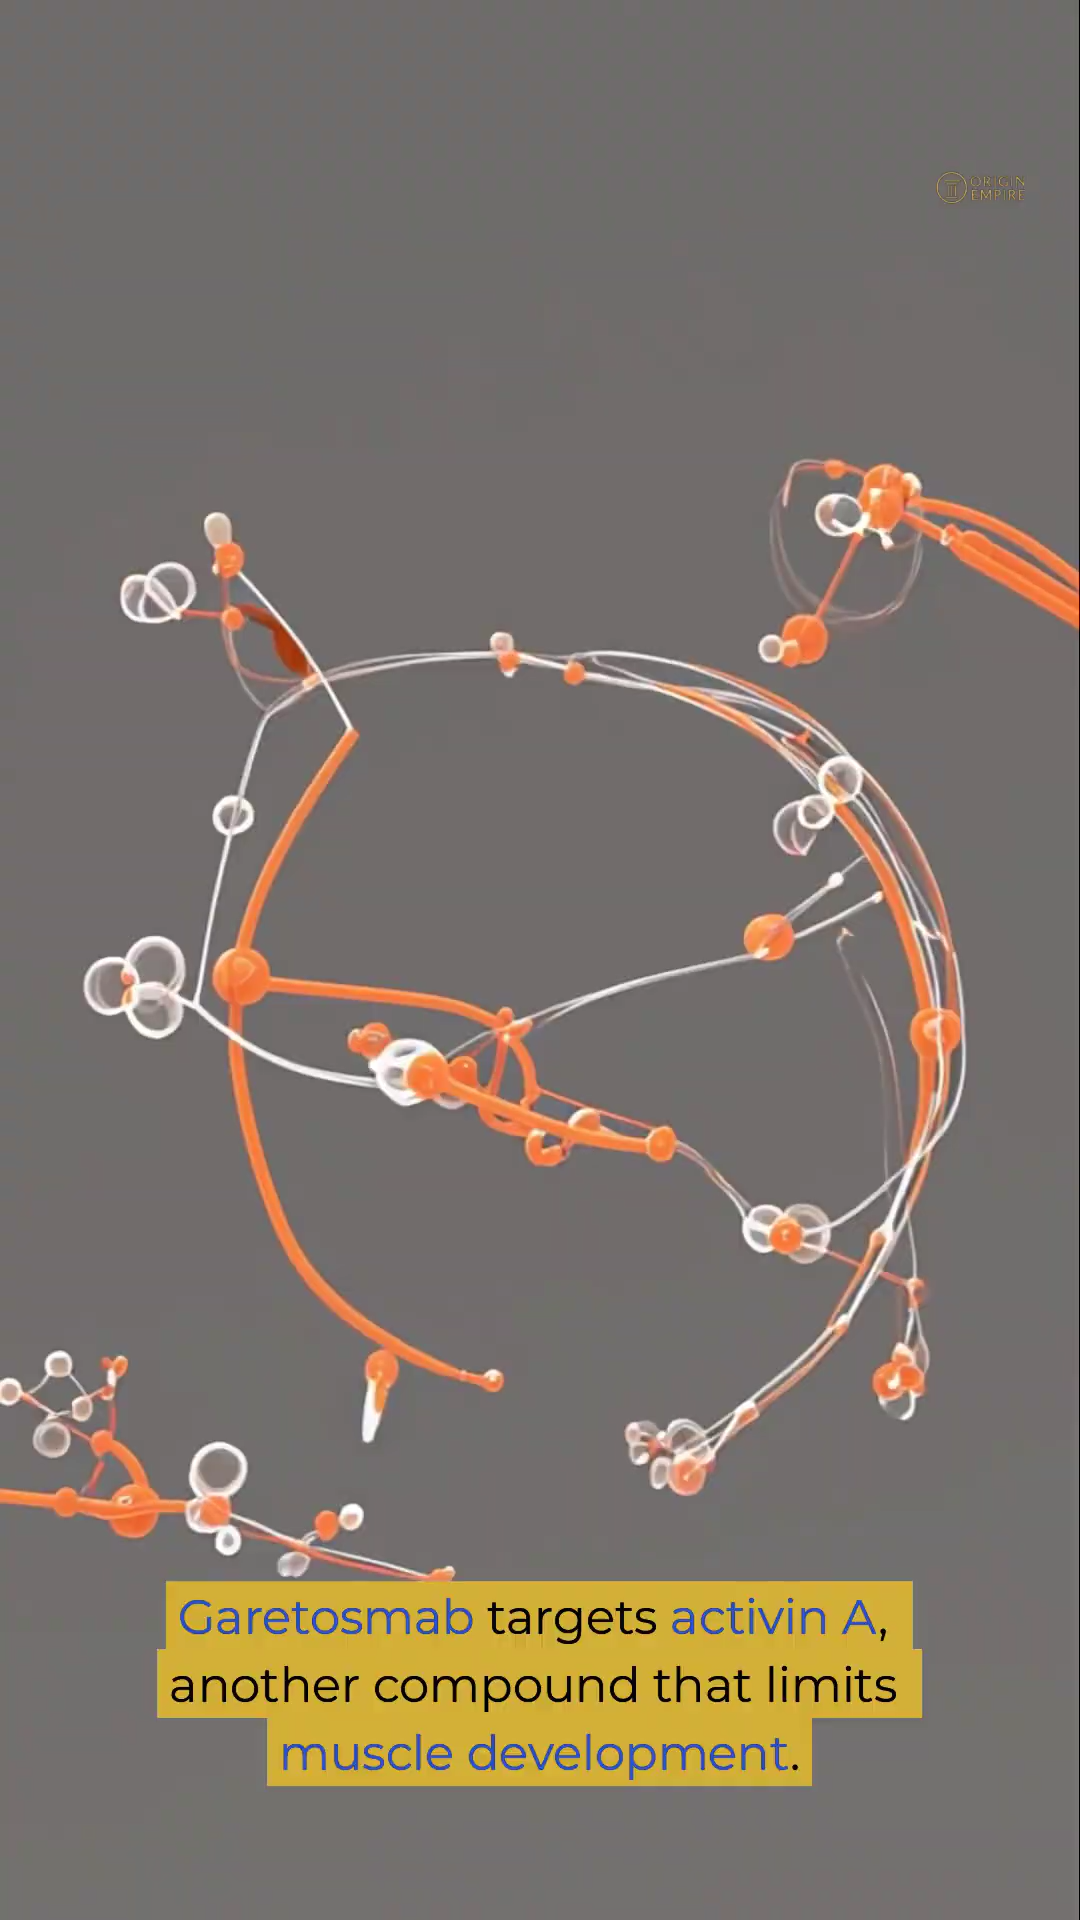 ORIGIN
EMPIRE
Garetosmab targets activin A,
another compound that limits
muscle development.